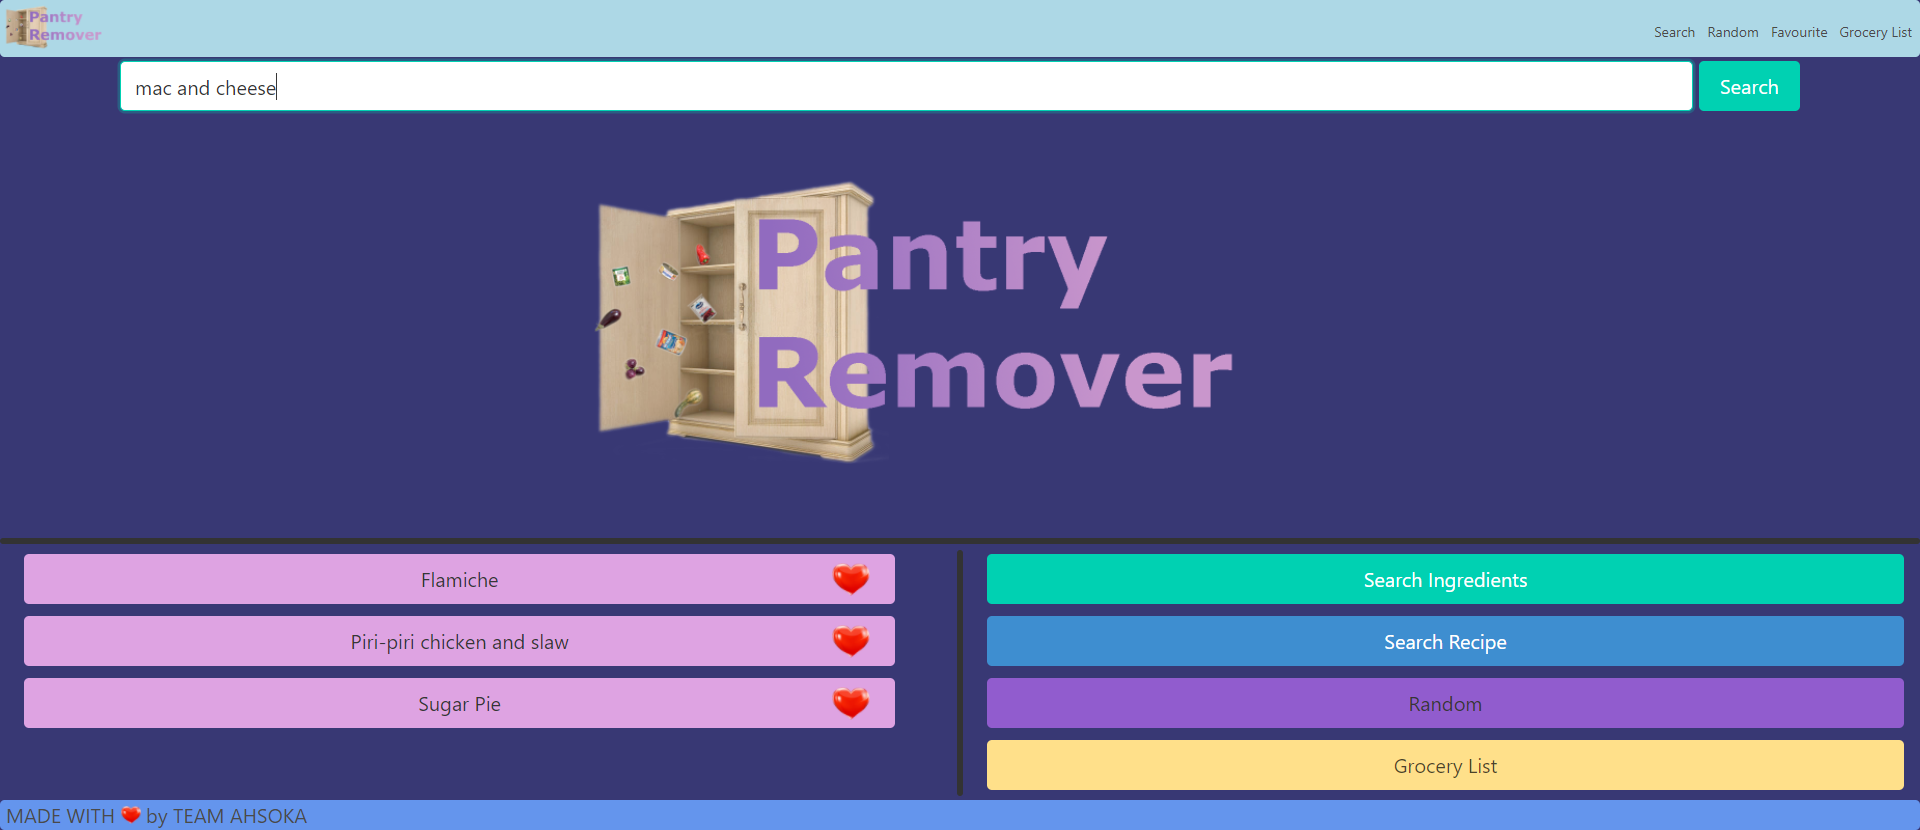 Pantry
Remover
Search Random Favourite Grocery List
mac and cheese
Search
Pantry
Remover
Flamiche
Piri-piri chicken and slaw
Sugar Pie
Search Ingredients
Search Recipe
Random
Grocery List
MADE WITH ❤️ by TEAM AHSOKA